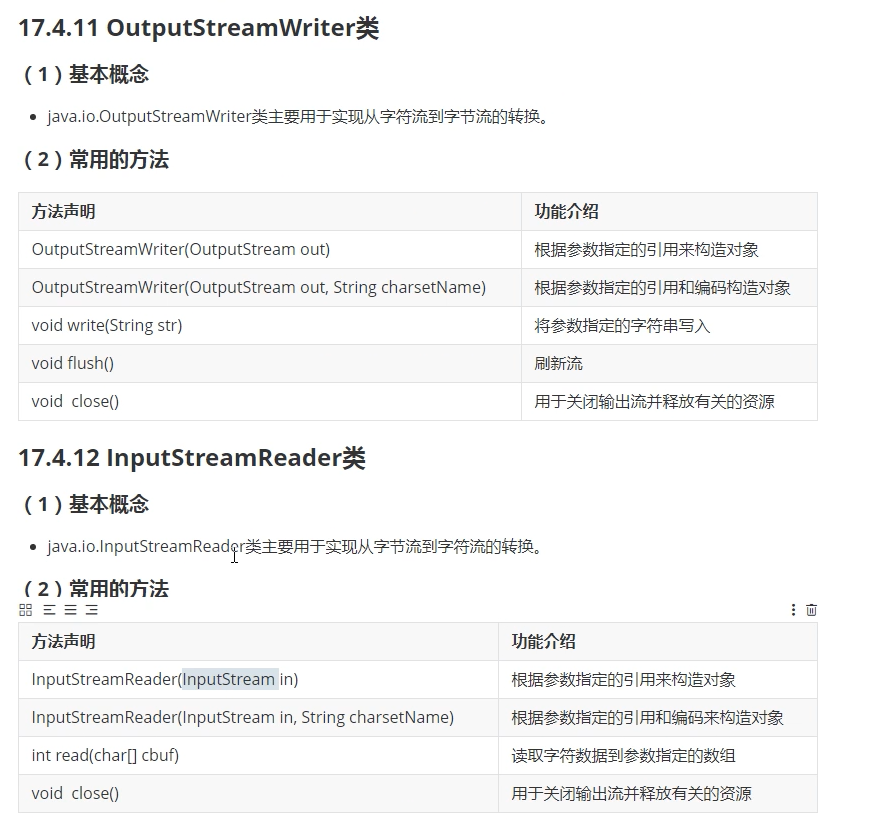 17.4.11 OutputStreamWriter类
（1）基本概念
java.io.OutputStreamWriter类主要用于实现从字符流到字节流的转换。
（2）常用的方法
方法声明 功能介绍
OutputStreamWriter(OutputStream out) 根据参数指定的引用来构造对象
OutputStreamWriter(OutputStream out, String charsetName) 根据参数指定的引用和编码构造对象
void write(String str) 将参数指定的字符串写入
void flush() 刷新流
void  close() 用于关闭输出流并释放有关的资源
17.4.12 InputStreamReader类
（1）基本概念
java.io.InputStreamReader类主要用于实现从字节流到字符流的转换。
（2）常用的方法
方法声明 功能介绍
InputStreamReader(InputStream in) 根据参数指定的引用来构造对象
InputStreamReader(InputStream in, String charsetName) 根据参数指定的引用和编码来构造对象
int read(char[] cbuf) 读取字符数据到参数指定的数组
void  close() 用于关闭输出流并释放有关的资源